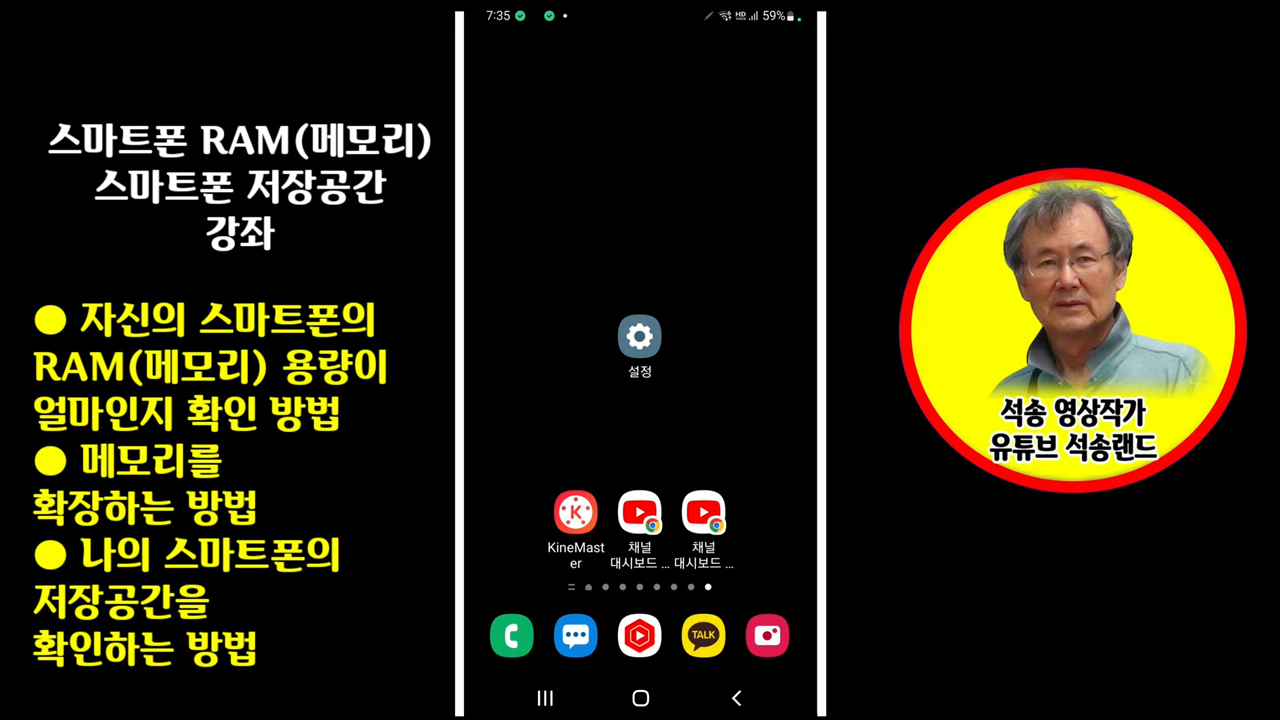 스마트폰 RAM(메모리)
스마트폰 저장공간
강좌
● 자신의 스마트폰의
RAM(메모리) 용량이
얼마인지 확인 방법
● 메모리를
확장하는 방법
● 나의 스마트폰의
저장공간을
확인하는 방법
7:35
HD 59%
설정
K
KineMast
er
채널
대시보드 ...
채널
대시보드 ...
TALK
석송 영상작가
유튜브 석송랜드